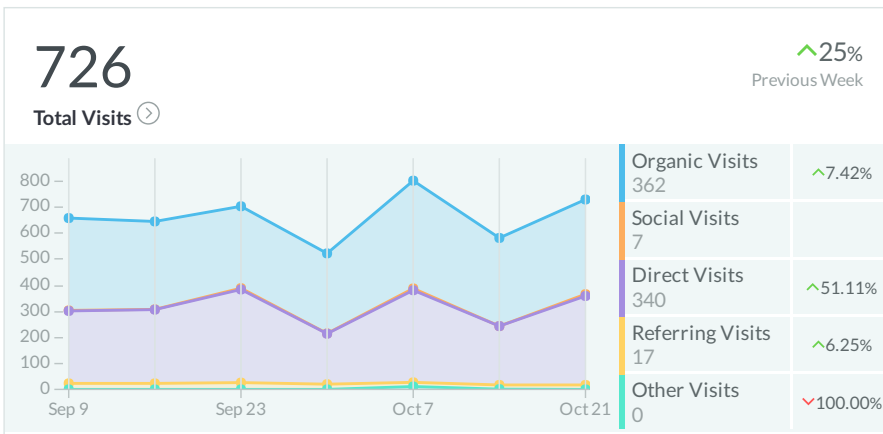 726
25%
Previous Week
Total Visits
800
700
600
500
400
300
200
100
0
Sep 9
Sep 23
Oct 7
Oct 21
Organic Visits
362
7.42%
Social Visits
7
Direct Visits
340
51.11%
Referring Visits
17
6.25%
Other Visits
0
100.00%